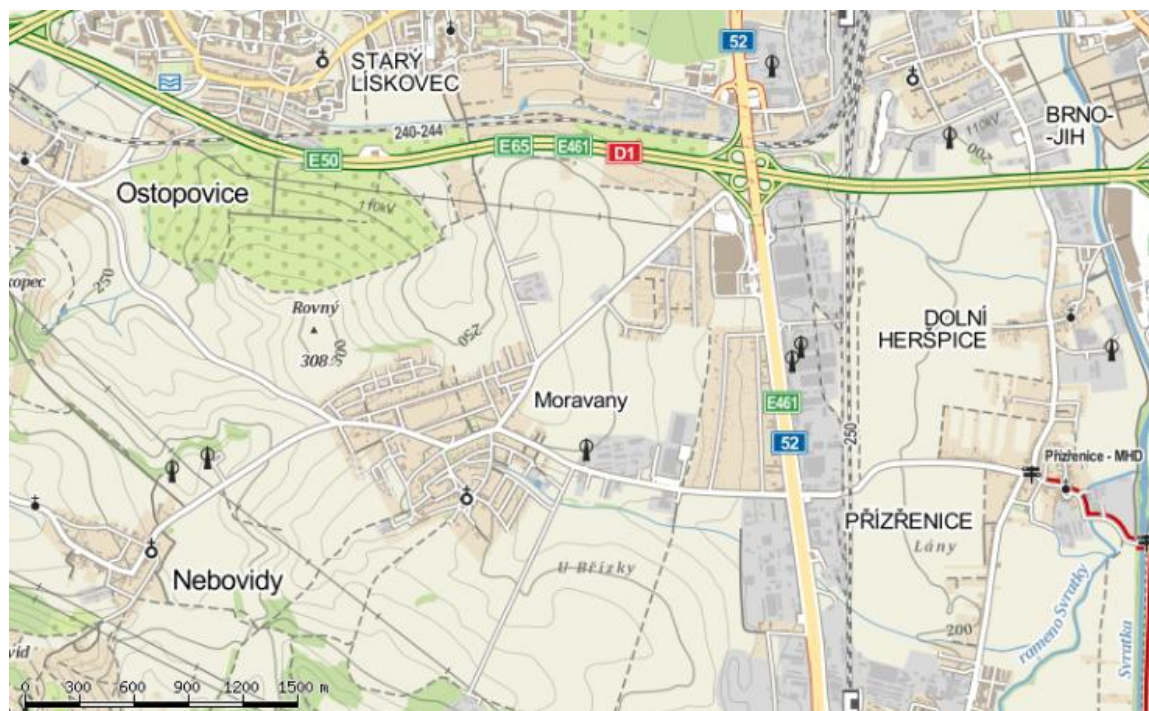 52
STARÝ
LÍSKOVEC
240-244
E50
E65
E461
D1
BRNO-
-JIH
110kV
200
Ostopovice
110kV
250
kopec
Rovný
308
300
250
DOLNÍ
HERŠPICE
Moravany
E461
52
250
Přízřenice - MHD
PŘÍZŘENICE
Lány
U Břízky
Nebovidy
200
rameno Svratky
Svratka
víd
0 300 600 900 1200 1500 m